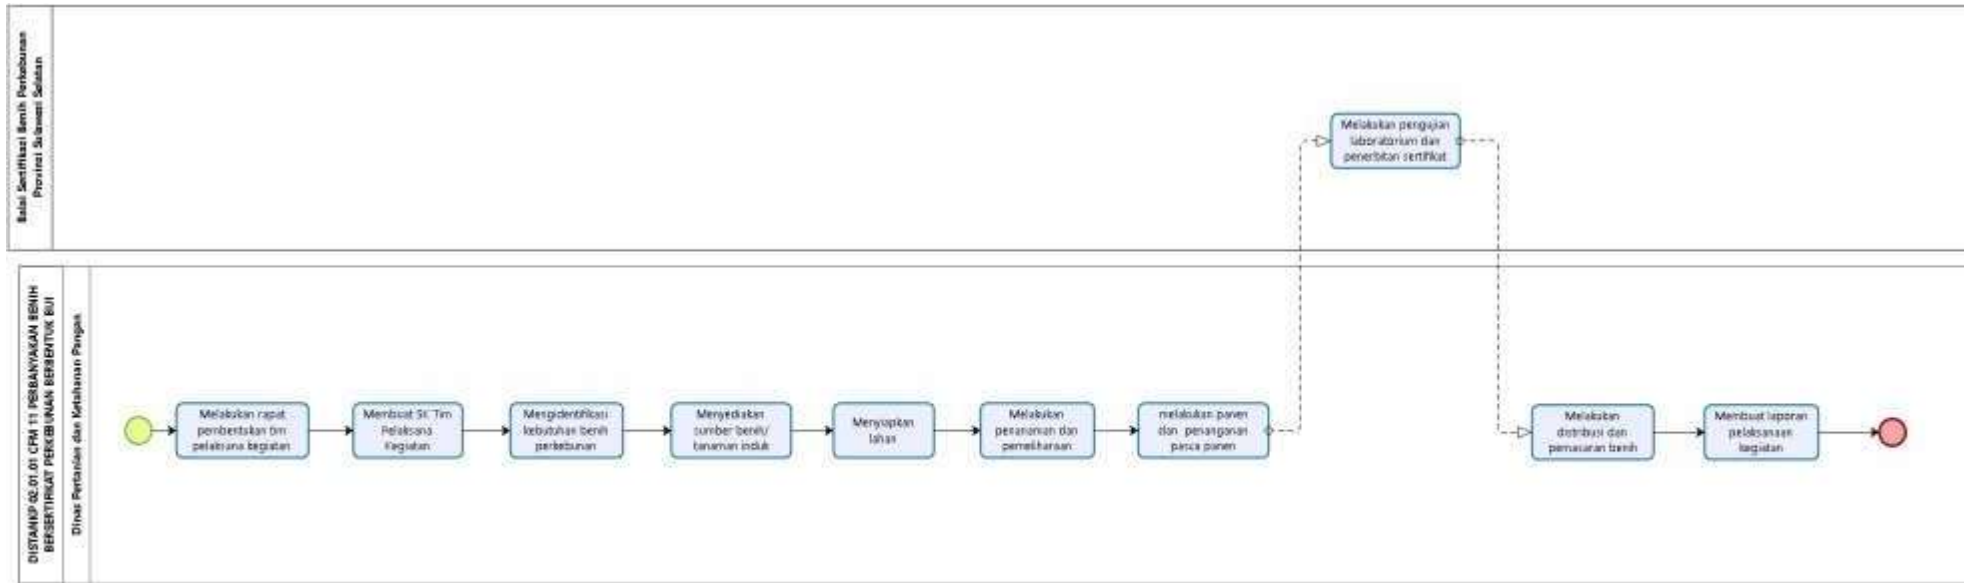 Balai Sertifikasi Benih Perkebunan
Provinsi Sulawesi Selatan
Melakukan pengujian
laboratorium dan
penerbitan sertifikat
DISTANKP 02.01.01 CFM 11 PERBANYAKAN BENIH
BERSERTIFIKAT PERKEBUNAN BERBENTUK BIJI
Dinas Pertanian dan Ketahanan Pangan
Melakukan rapat
pembentukan tim
pelaksana kegiatan
Membuat SK Tim
Pelaksana
Kegiatan
Mengidentifikasi
kebutuhan benih
perkebunan
Menyediakan
sumber benih/
tanaman induk
Menyiapkan
lahan
Melakukan
penanaman dan
pemeliharaan
melakukan panen
dan penanganan
pasca panen
Melakukan
distribusi dan
pemasaran benih
Membuat laporan
pelaksanaan
kegiatan